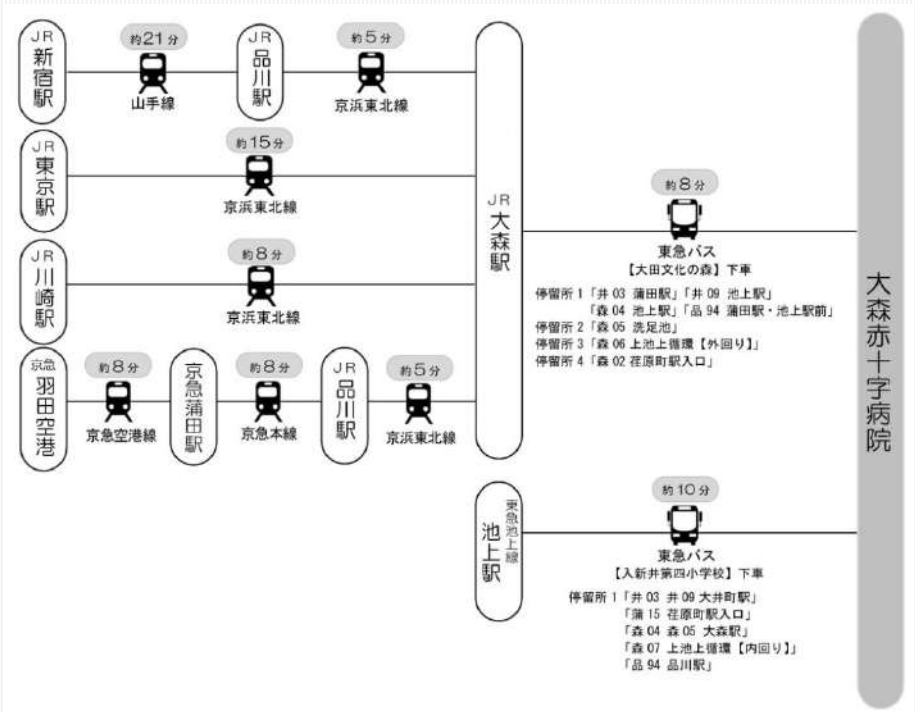 JR 新宿駅
約21分
山手線
JR 品川駅
約5分
京浜東北線
JR 東京駅
約15分
京浜東北線
JR 川崎駅
約8分
京浜東北線
京急 羽田空港
約8分
京急空港線
京急蒲田駅
約8分
京急本線
JR 品川駅
約5分
京浜東北線
JR 大森駅
約8分
東急バス
【大田文化の森】下車
停留所1「井03 蒲田駅」「井09 池上駅」
「森04 池上駅」「品94 蒲田駅・池上駅前」
停留所2「森05 洗足池」
停留所3「森06 上池上循環【外回り】」
停留所4「森02 荏原町駅入口」
東急池上線
池上駅
約10分
東急バス
【入新井第四小学校】下車
停留所1「井03 井09 大井町駅」
「蒲15 荏原町駅入口」
「森04 森05 大森駅」
「森07 上池上循環【内回り】」
「品94 品川駅」
大森赤十字病院